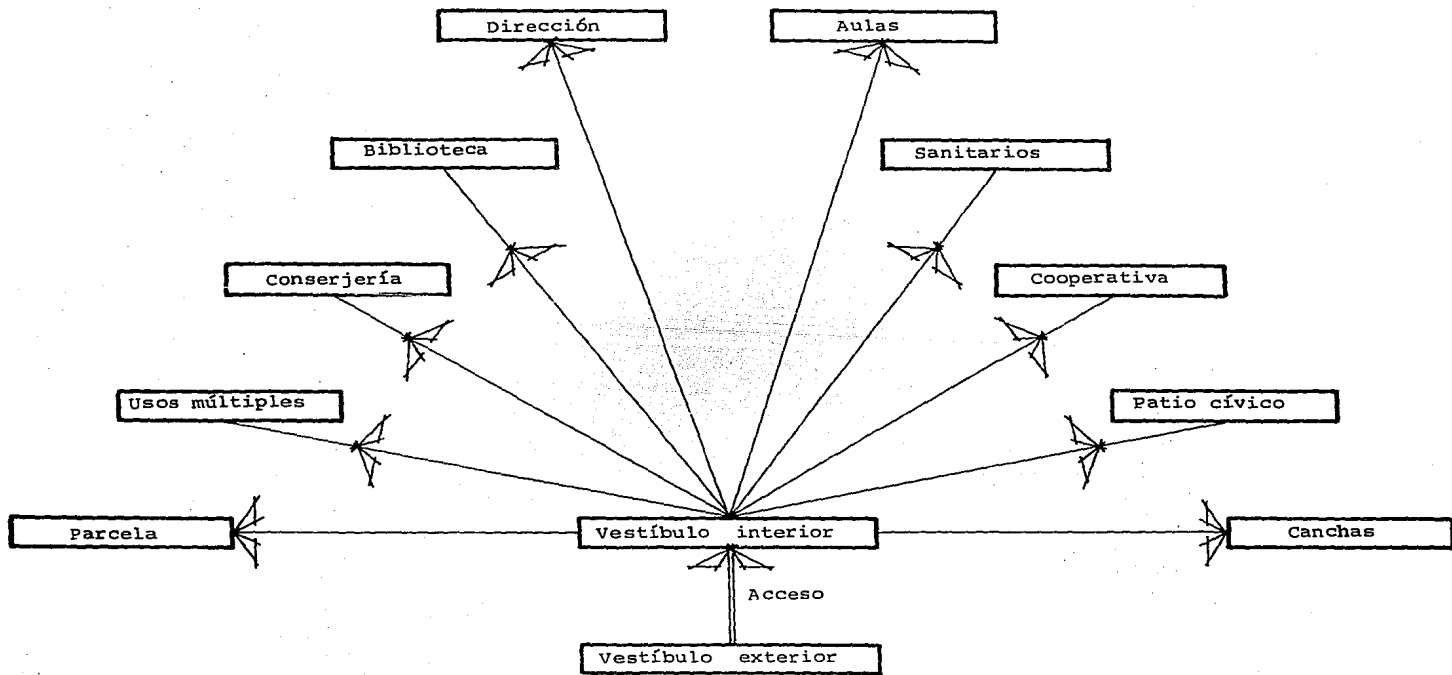 Dirección
Aulas
Biblioteca
Sanitarios
Conserjería
Cooperativa
Usos múltiples
Patio cívico
Parcela
Vestíbulo interior
Canchas
Acceso
Vestíbulo exterior